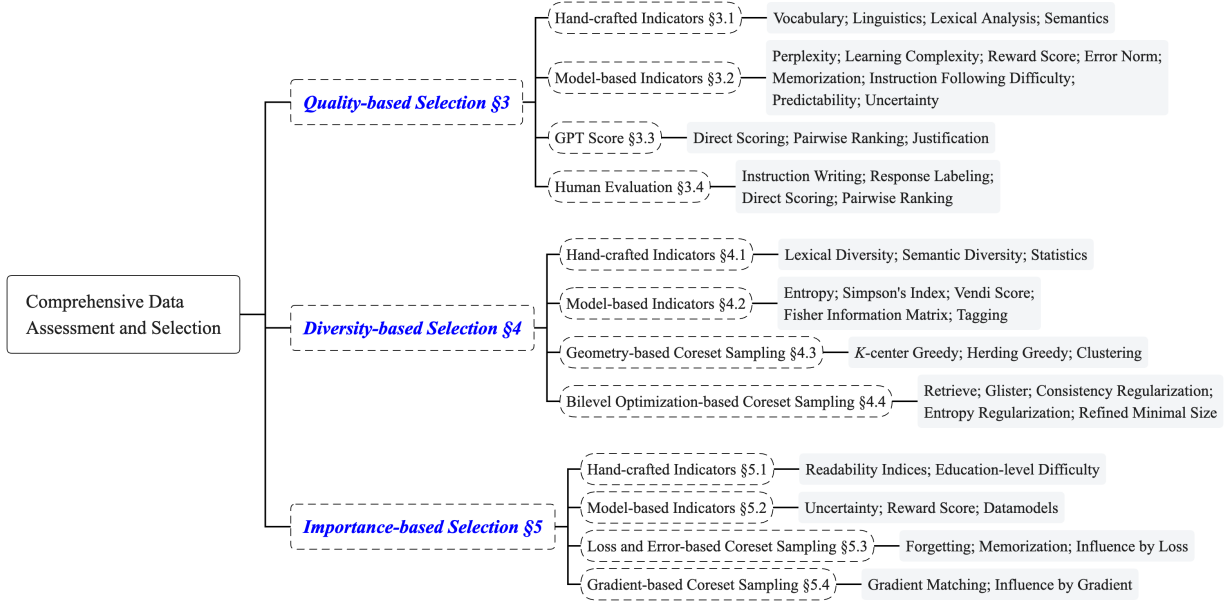 Comprehensive Data
Assessment and Selection
Quality-based Selection §3
Hand-crafted Indicators §3.1
Vocabulary; Linguistics; Lexical Analysis; Semantics
Model-based Indicators §3.2
Perplexity; Learning Complexity; Reward Score; Error Norm;
Memorization; Instruction Following Difficulty;
Predictability; Uncertainty
GPT Score §3.3
Direct Scoring; Pairwise Ranking; Justification
Human Evaluation §3.4
Instruction Writing; Response Labeling;
Direct Scoring; Pairwise Ranking
Diversity-based Selection §4
Hand-crafted Indicators §4.1
Lexical Diversity; Semantic Diversity; Statistics
Model-based Indicators §4.2
Entropy; Simpson's Index; Vendi Score;
Fisher Information Matrix; Tagging
Geometry-based Coreset Sampling §4.3
K-center Greedy; Herding Greedy; Clustering
Bilevel Optimization-based Coreset Sampling §4.4
Retrieve; Glister; Consistency Regularization;
Entropy Regularization; Refined Minimal Size
Importance-based Selection §5
Hand-crafted Indicators §5.1
Readability Indices; Education-level Difficulty
Model-based Indicators §5.2
Uncertainty; Reward Score; Datamodels
Loss and Error-based Coreset Sampling §5.3
Forgetting; Memorization; Influence by Loss
Gradient-based Coreset Sampling §5.4
Gradient Matching; Influence by Gradient